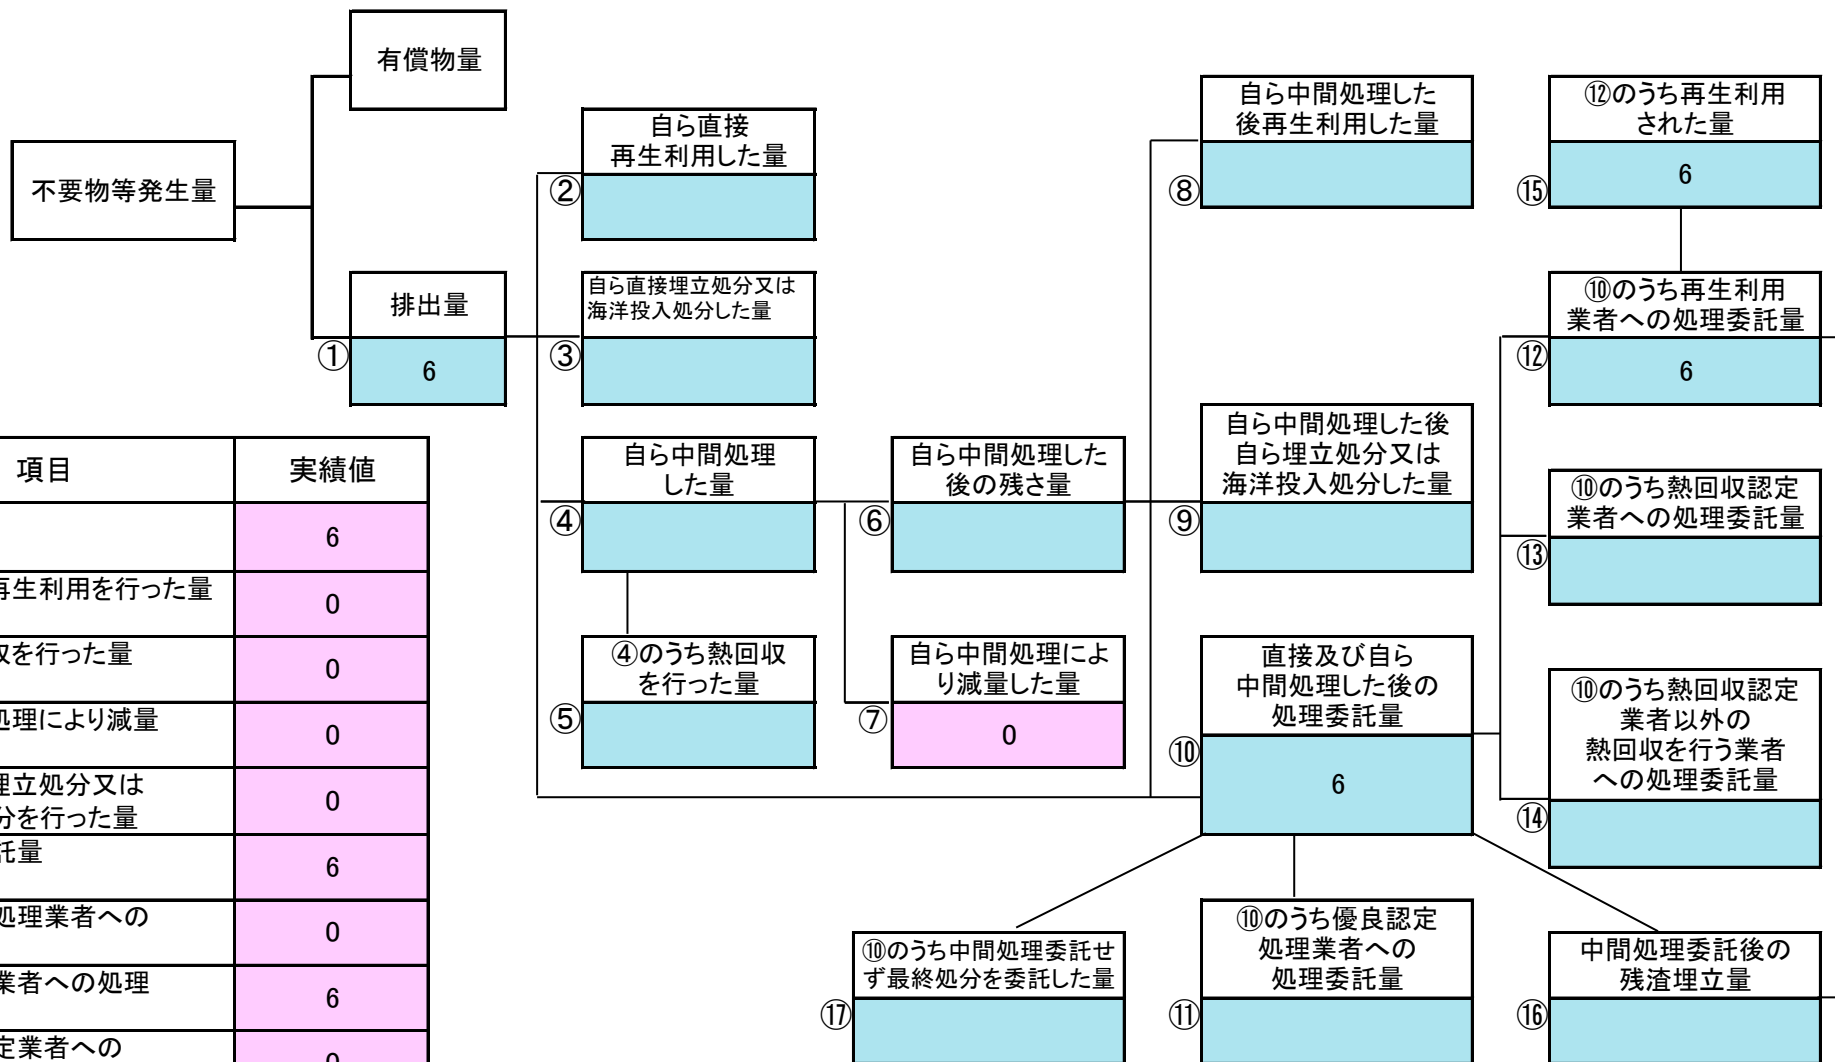 有償物量
不要物等発生量
排出量
①
6
自ら直接
再生利用した量
②
自ら直接埋立処分又は
海洋投入処分した量
③
自ら中間処理
した量
④
④のうち熱回収
を行った量
⑤
自ら中間処理した
後の残さ量
⑥
自ら中間処理によ
り減量した量
⑦
0
自ら中間処理した
後再生利用した量
⑧
自ら中間処理した後
自ら埋立処分又は
海洋投入処分した量
⑨
直接及び自ら
中間処理した後の
処理委託量
⑩
6
⑫のうち再生利用
された量
⑮
6
⑩のうち再生利用
業者への処理委託量
⑫
6
⑩のうち熱回収認定
業者への処理委託量
⑬
⑩のうち熱回収認定
業者以外の
熱回収を行う業者
への処理委託量
⑭
⑩のうち中間処理委託せ
ず最終処分を委託した量
⑰
⑩のうち優良認定
処理業者への
処理委託量
⑪
中間処理委託後の
残渣埋立量
⑯
項目 実績値
6
再生利用を行った量
0
収を行った量
0
処理により減量
0
埋立処分又は
分を行った量
0
託量
6
処理業者への
0
業者への処理
6
定業者への
0